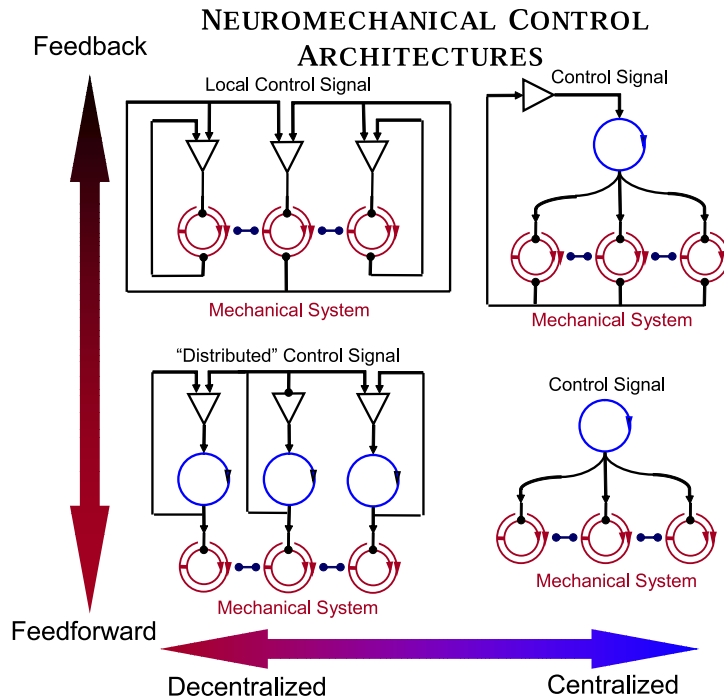 NEUROMECHANICAL CONTROL
ARCHITECTURES
Feedback
Local Control Signal
Control Signal
Mechanical System
Mechanical System
“Distributed” Control Signal
Control Signal
Mechanical System
Mechanical System
Feedforward
Decentralized
Centralized